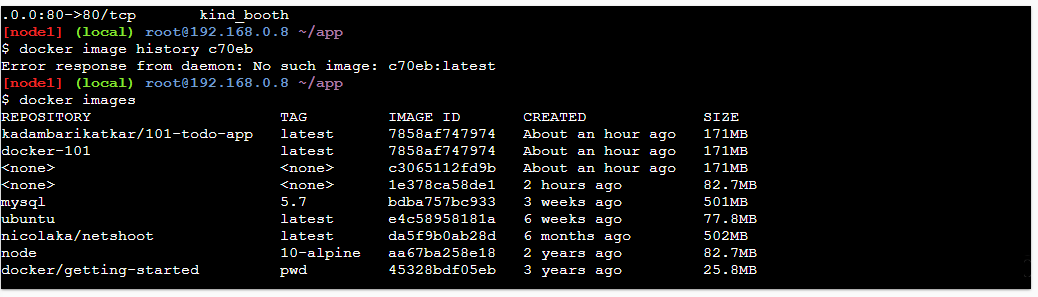 .0.0:80->80/tcp        kind_booth
[node1] (local) root@192.168.0.8 ~/app
$ docker image history c70eb
Error response from daemon: No such image: c70eb:latest
[node1] (local) root@192.168.0.8 ~/app
$ docker images
REPOSITORY                     TAG         IMAGE ID       CREATED             SIZE
kadambarikatkar/101-todo-app   latest      7858af747974   About an hour ago   171MB
docker-101                     latest      7858af747974   About an hour ago   171MB
<none>                         <none>      c3065112fd9b   About an hour ago   171MB
<none>                         <none>      1e378ca58de1   2 hours ago         82.7MB
mysql                          5.7         bdba757bc933   3 weeks ago         501MB
ubuntu                         latest      e4c58958181a   6 weeks ago         77.8MB
nicolaka/netshoot              latest      da5f9b0ab28d   6 months ago        502MB
node                           10-alpine   aa67ba258e18   2 years ago         82.7MB
docker/getting-started         pwd         45328bdf05eb   3 years ago         25.8MB